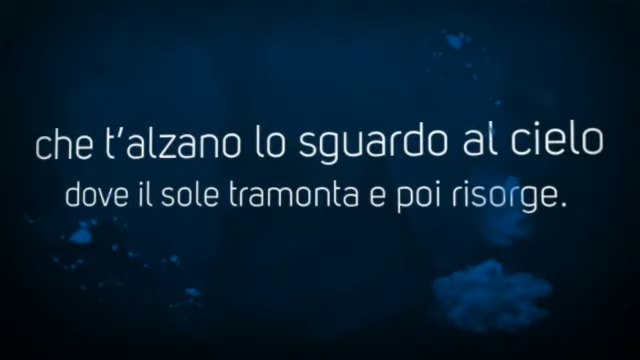 che t'alzano lo sguardo al cielo
dove il sole tramonta e poi risorge.